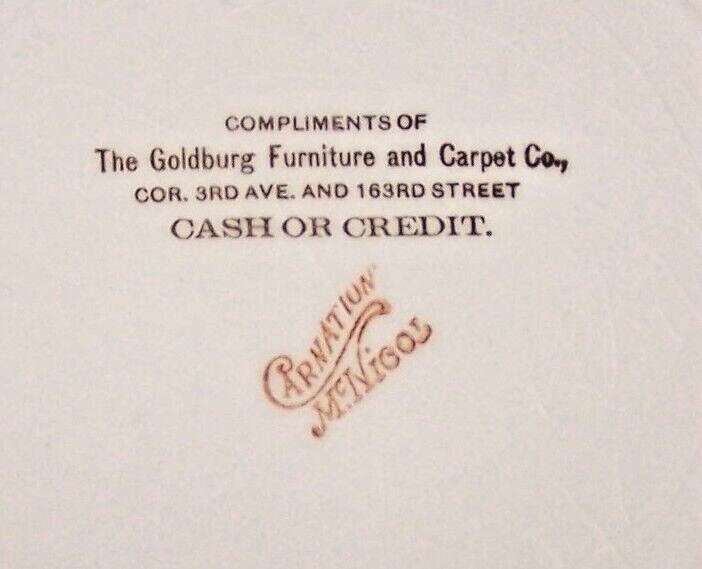 COMPLIMENTS OF
The Goldburg Furniture and Carpet Co.,
COR. 3RD AVE. AND 163RD STREET
CASH OR CREDIT.
CARNATION
McNICOL